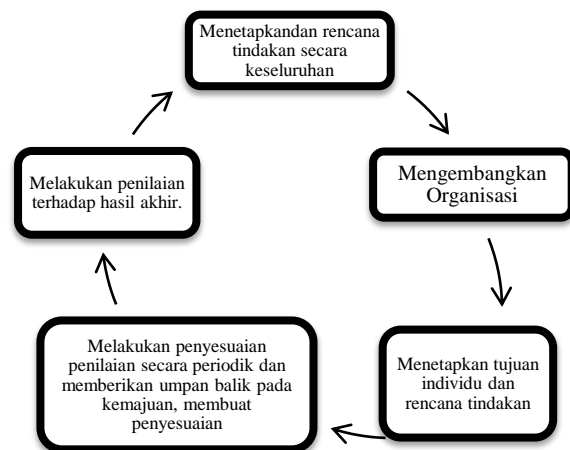 Menetapkandan rencana
tindakan secara
keseluruhan
Mengembangkan
Organisasi
Menetapkan tujuan
individu dan
rencana tindakan
Melakukan penyesuaian
penilaian secara periodik dan
memberikan umpan balik pada
kemajuan, membuat
penyesuaian
Melakukan penilaian
terhadap hasil akhir.